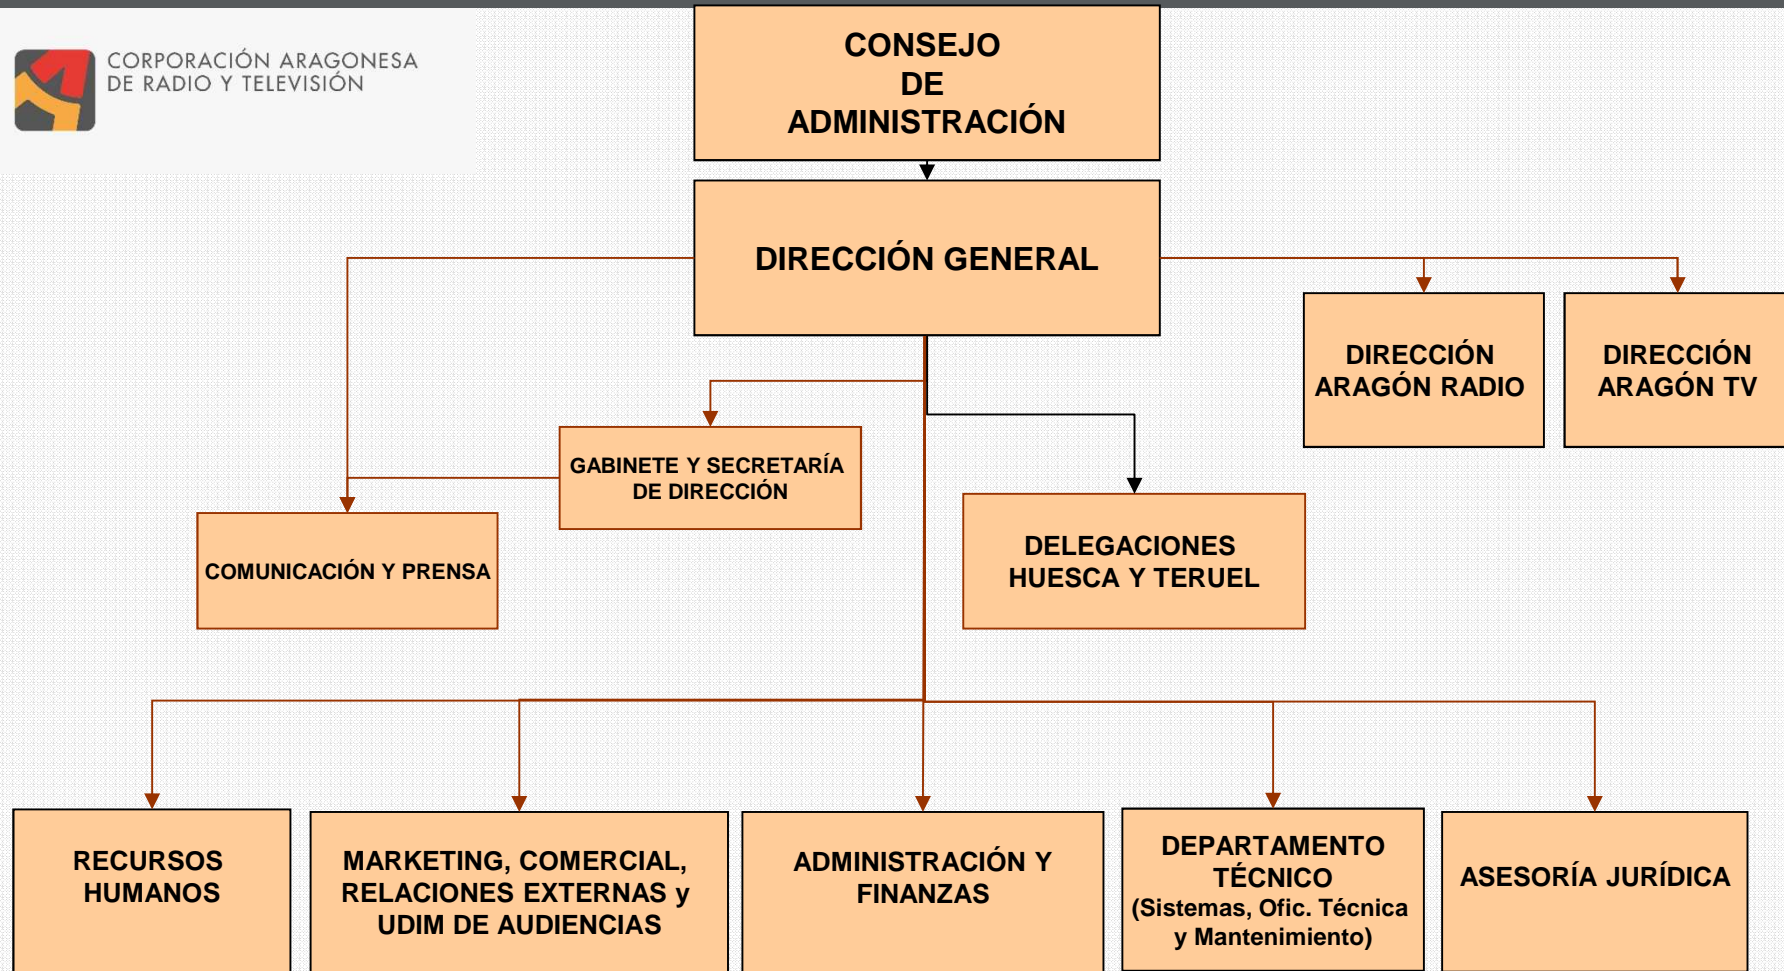 CORPORACIÓN ARAGONESA
DE RADIO Y TELEVISIÓN
CONSEJO
DE
ADMINISTRACIÓN
DIRECCIÓN GENERAL
DIRECCIÓN
ARAGÓN RADIO
DIRECCIÓN
ARAGÓN TV
GABINETE Y SECRETARÍA
DE DIRECCIÓN
COMUNICACIÓN Y PRENSA
DELEGACIONES
HUESCA Y TERUEL
RECURSOS
HUMANOS
MARKETING, COMERCIAL,
RELACIONES EXTERNAS y
UDIM DE AUDIENCIAS
ADMINISTRACIÓN Y
FINANZAS
DEPARTAMENTO
TÉCNICO
(Sistemas, Ofic. Técnica
y Mantenimiento)
ASESORÍA JURÍDICA